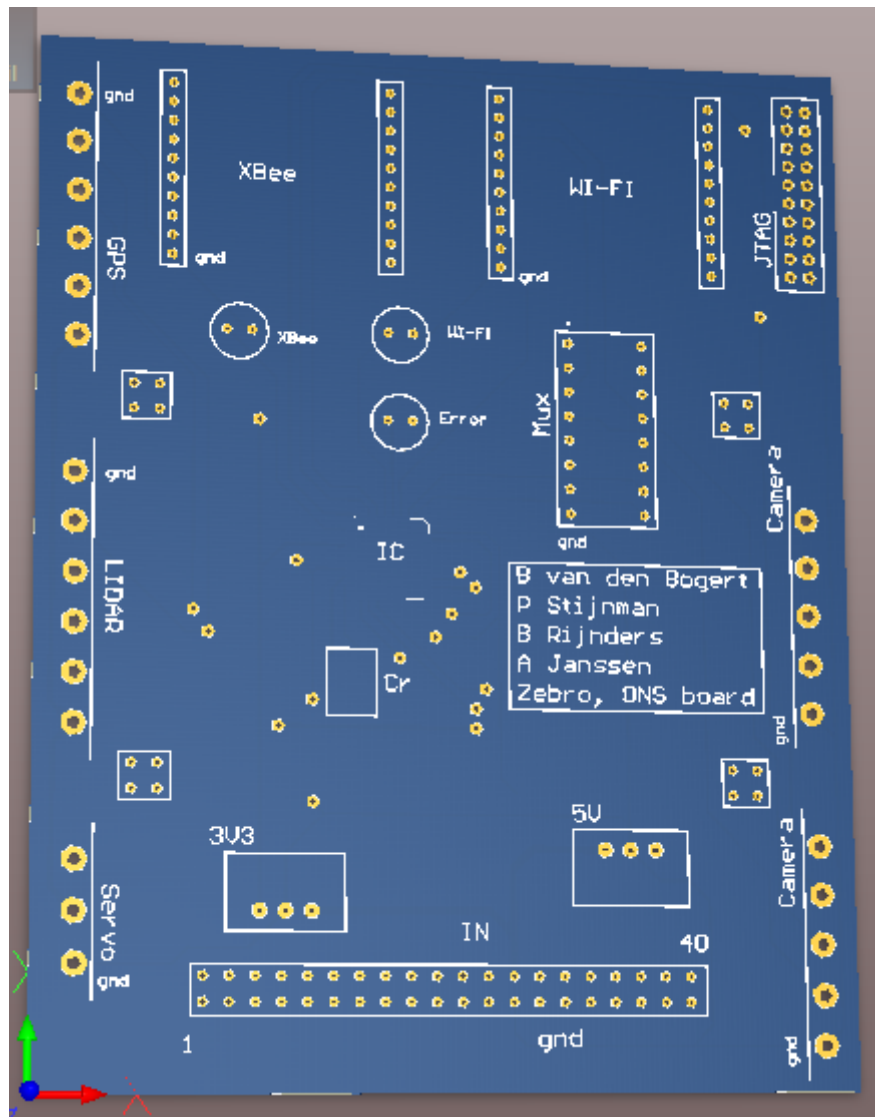 gnd
XBee
WI-FI
JTAG
GPS
gnd
gnd
XBee
WI-FI
Mux
Error
Camera
gnd
gnd
IC
LIDAR
B van den Bogert
P Stijnman
B Rijnders
A Janssen
Zebro, ONS board
Cr
gnd
3V3
5V
Camera
Servo
IN
40
gnd
1
gnd
gnd